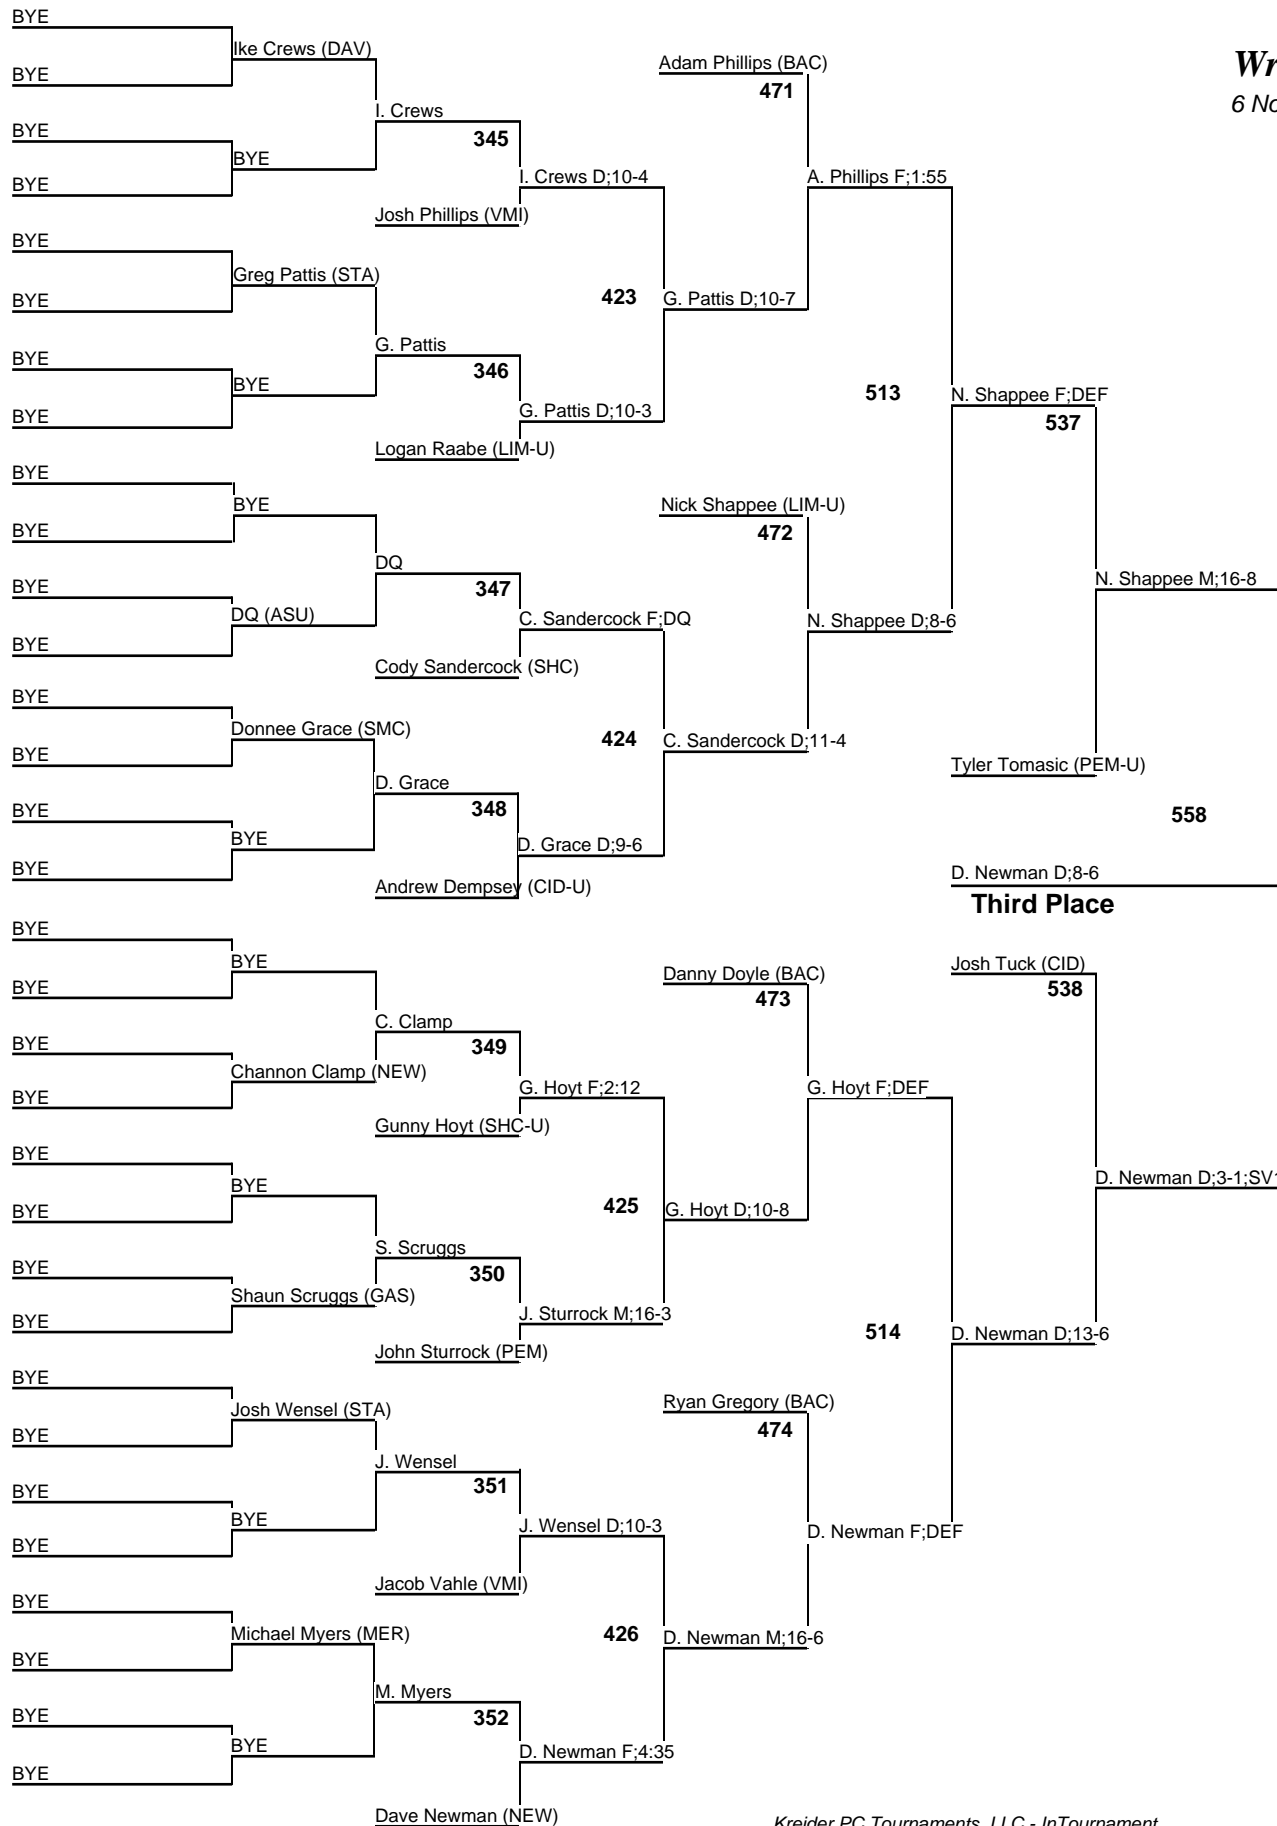 BYE
Ike Crews (DAV)
Adam Phillips (BAC)
Wr
BYE
471
6 No
I. Crews
BYE
345
BYE
I. Crews D;10-4
A. Phillips F;1:55
BYE
Josh Phillips (VMI)
BYE
Greg Pattis (STA)
423
G. Pattis D;10-7
BYE
G. Pattis
BYE
346
BYE
513
N. Shappee F;DEF
G. Pattis D;10-3
537
BYE
Logan Raabe (LIM-U)
BYE
BYE
Nick Shappee (LIM-U)
BYE
472
DQ
BYE
347
N. Shappee M;16-8
DQ (ASU)
C. Sandercock F;DQ
N. Shappee D;8-6
BYE
Cody Sandercock (SHC)
BYE
Donnee Grace (SMC)
424
C. Sandercock D;11-4
BYE
Tyler Tomasic (PEM-U)
D. Grace
BYE
348
558
BYE
D. Grace D;9-6
BYE
D. Newman D;8-6
Andrew Dempsey (CID-U)
Third Place
BYE
BYE
Danny Doyle (BAC)
Josh Tuck (CID)
BYE
473
538
C. Clamp
BYE
349
Channon Clamp (NEW)
G. Hoyt F;2:12
G. Hoyt F;DEF
BYE
Gunny Hoyt (SHC-U)
BYE
BYE
D. Newman D;3-1;SV1
BYE
425
G. Hoyt D;10-8
S. Scruggs
BYE
350
Shaun Scruggs (GAS)
J. Sturrock M;16-3
BYE
514
D. Newman D;13-6
John Sturrock (PEM)
BYE
Josh Wensel (STA)
Ryan Gregory (BAC)
BYE
474
J. Wensel
BYE
351
BYE
J. Wensel D;10-3
D. Newman F;DEF
BYE
Jacob Vahle (VMI)
BYE
Michael Myers (MER)
426
D. Newman M;16-6
BYE
M. Myers
BYE
352
BYE
D. Newman F;4:35
BYE
Dave Newman (NEW)
Kreider PC Tournaments, LLC - InTournament